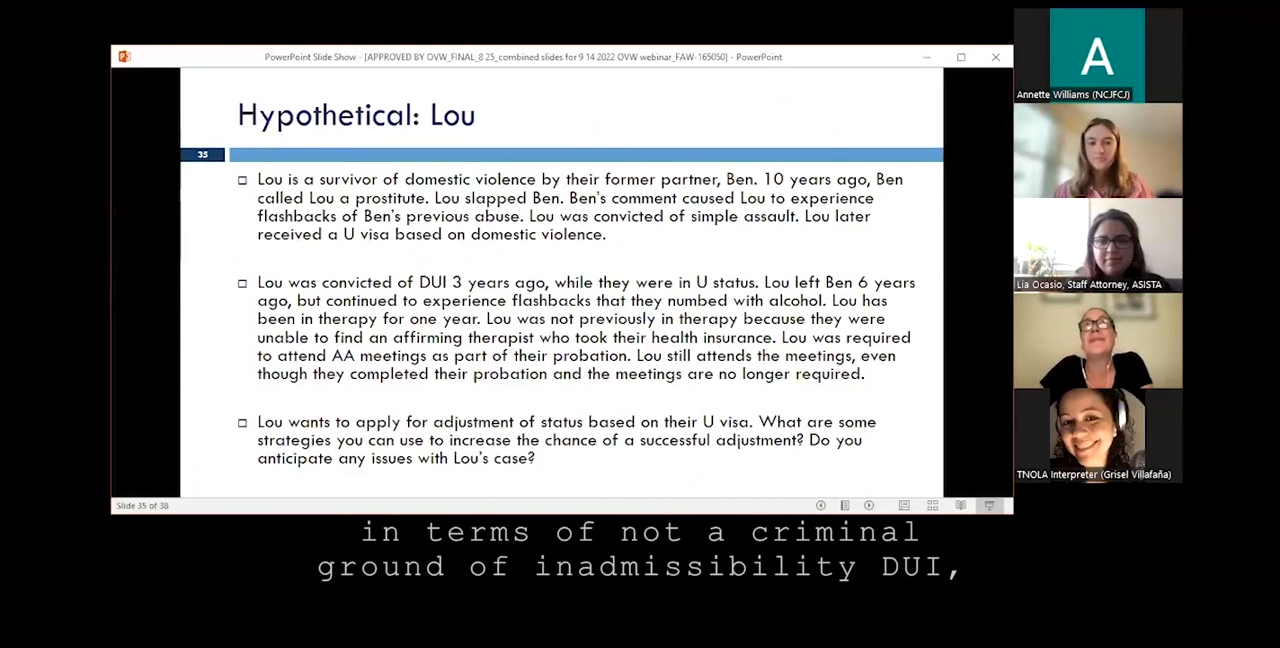 PowerPoint Slide Show - [APPROVED BY OVW_FINAL_8 25_combined slides for 9 14 2022 OVW webinar_FAW-165050] - PowerPoint
A
Annette Williams (NCJFCJ)
Hypothetical: Lou
35
□ Lou is a survivor of domestic violence by their former partner, Ben. 10 years ago, Ben
called Lou a prostitute. Lou slapped Ben. Ben's comment caused Lou to experience
flashbacks of Ben's previous abuse. Lou was convicted of simple assault. Lou later
received a U visa based on domestic violence.
□ Lou was convicted of DUI 3 years ago, while they were in U status. Lou left Ben 6 years
ago, but continued to experience flashbacks that they numbed with alcohol. Lou has
been in therapy for one year. Lou was not previously in therapy because they were
unable to find an affirming therapist who took their health insurance. Lou was required
to attend AA meetings as part of their probation. Lou still attends the meetings, even
though they completed their probation and the meetings are no longer required.
□ Lou wants to apply for adjustment of status based on their U visa. What are some
strategies you can use to increase the chance of a successful adjustment? Do you
anticipate any issues with Lou's case?
Lia Ocasio, Staff Attorney, ASISTA
TNOLA Interpreter (Grisel Villafaña)
Slide 35 of 38
in terms of not a criminal
ground of inadmissibility DUI,